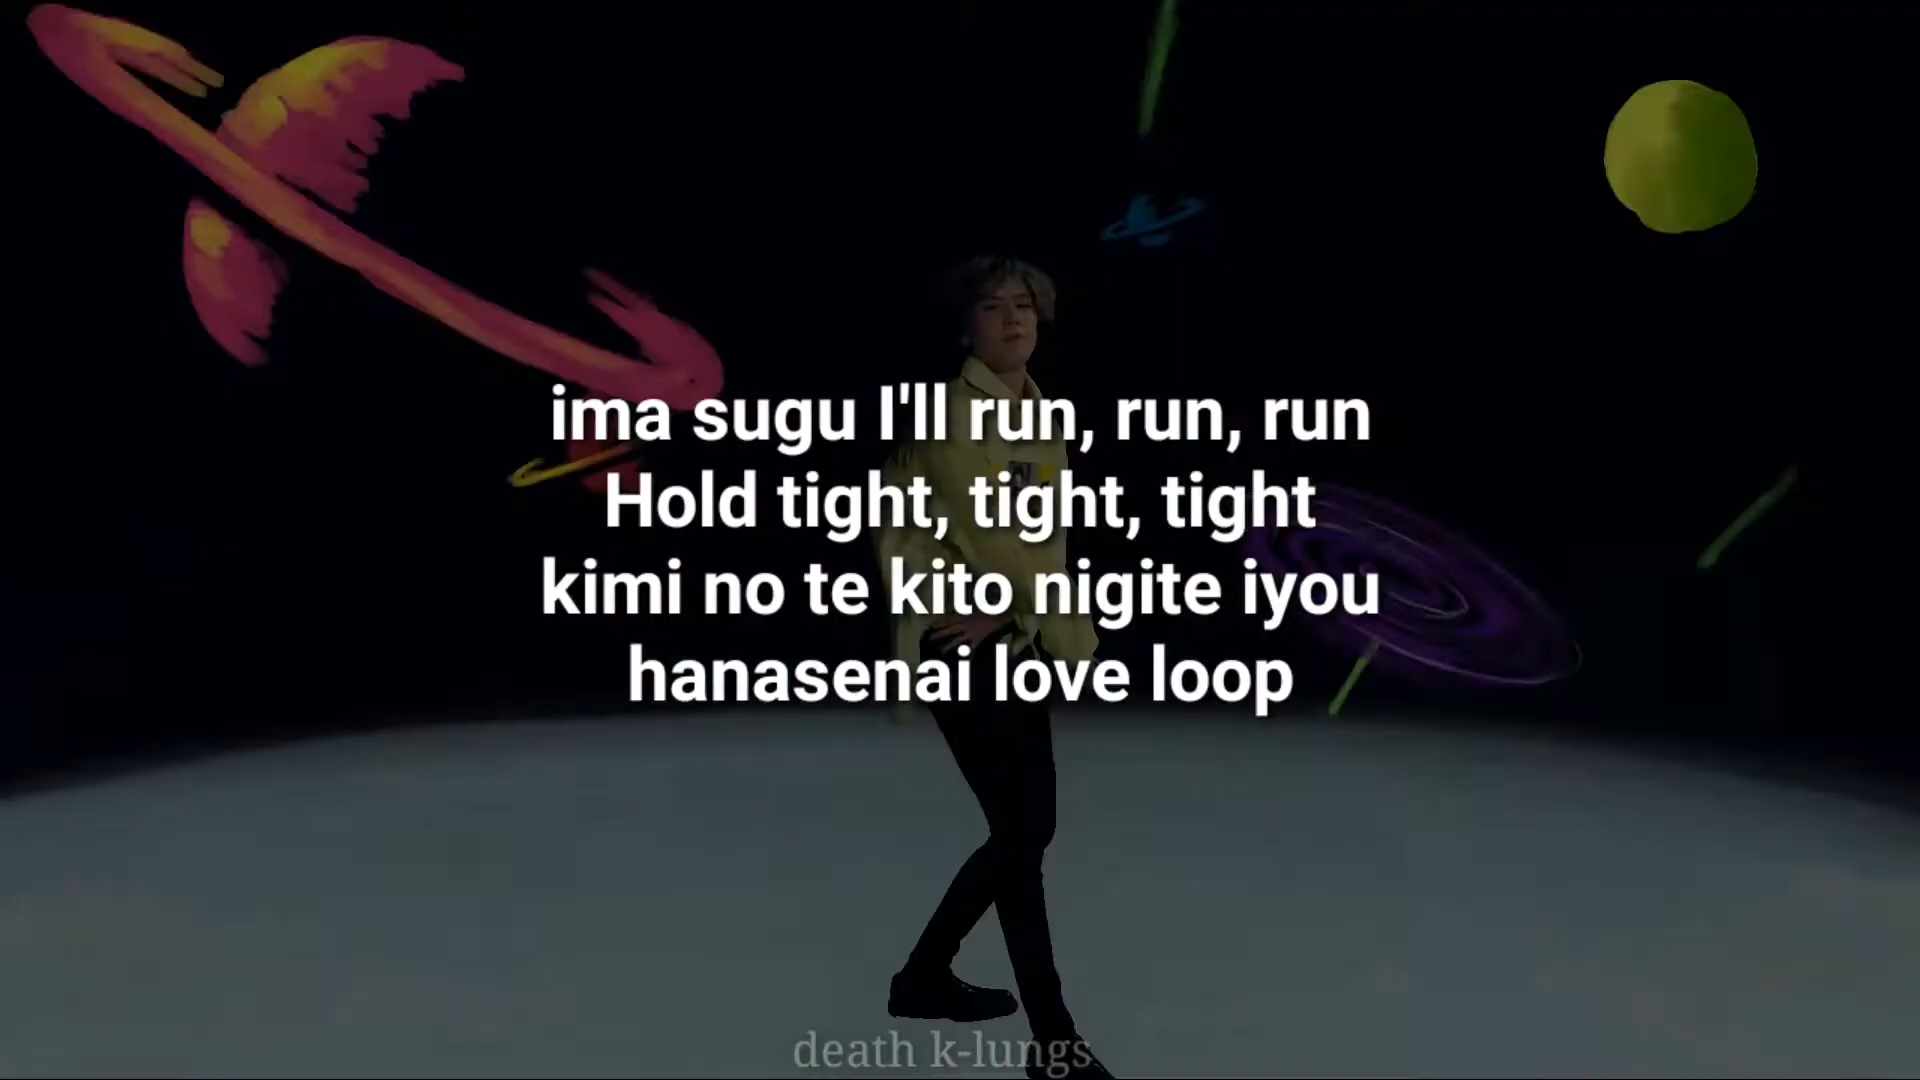 ima sugu I'll run, run, run
Hold tight, tight, tight
kimi no te kito nigite iyou
hanasenai love loop
death k-lungs